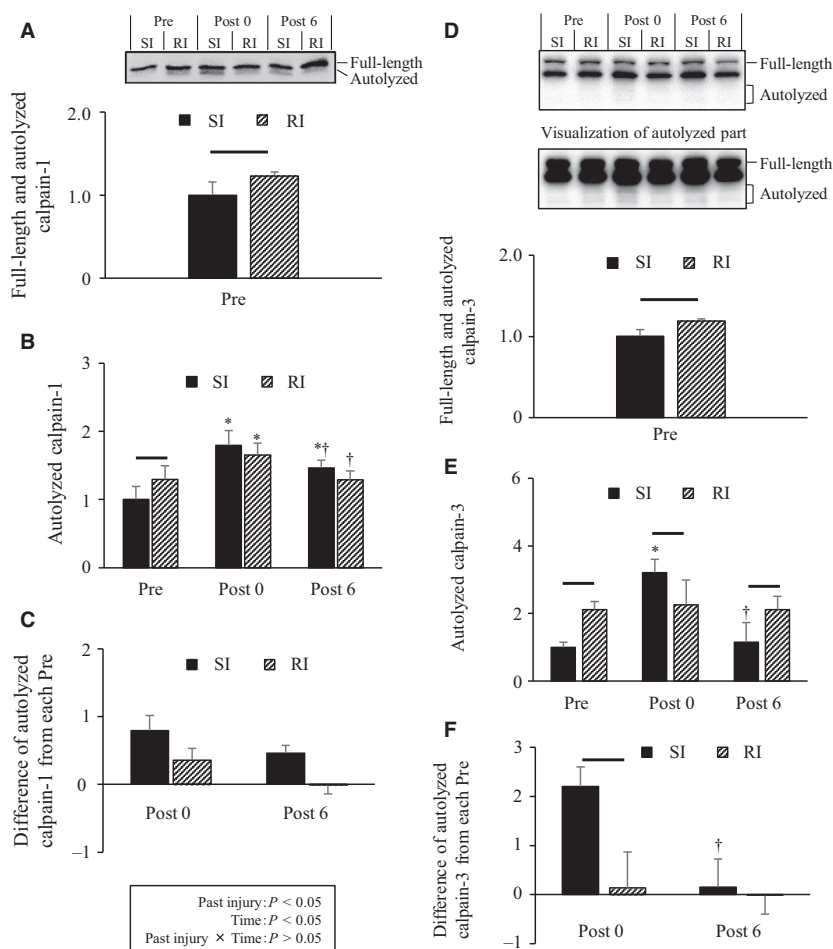 A
Pre Post 0 Post 6
SI RI SI RI SI RI
Full-length
Autolyzed
Full-length and autolyzed
calpain-1
2.0
1.0
0
SI RI
Pre
B
Autolyzed calpain-1
3
2
1
0
SI RI
* * *† †
Pre Post 0 Post 6
C
Difference of autolyzed
calpain-1 from each Pre
2
1
0
–1
SI RI
Post 0 Post 6
Past injury: P < 0.05
Time: P < 0.05
Past injury × Time: P > 0.05
D
Pre Post 0 Post 6
SI RI SI RI SI RI
Full-length
Autolyzed
Visualization of autolyzed part
Full-length
Autolyzed
Full-length and autolyzed
calpain-3
2.0
1.0
0
SI RI
Pre
E
Autolyzed calpain-3
6
4
2
0
SI RI
* †
Pre Post 0 Post 6
F
Difference of autolyzed
calpain-3 from each Pre
3
2
1
0
–1
SI RI
†
Post 0 Post 6